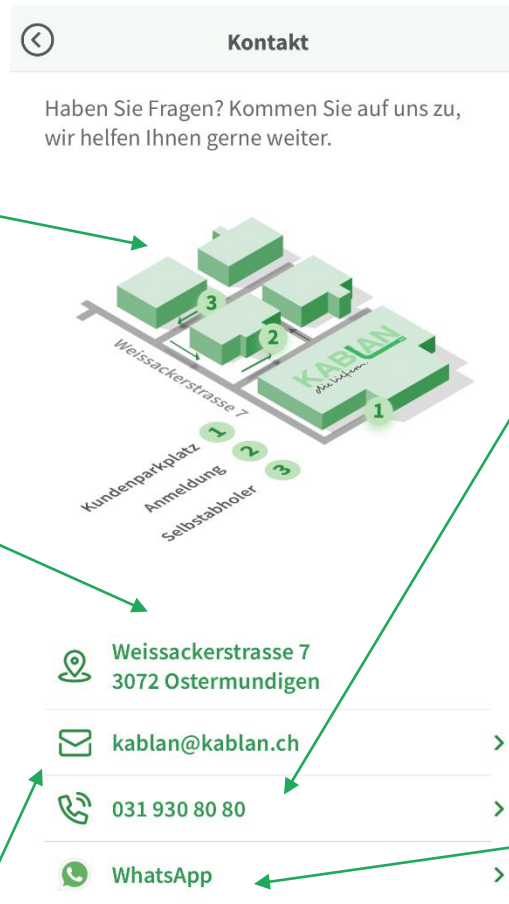 Kontakt
Haben Sie Fragen? Kommen Sie auf uns zu,
wir helfen Ihnen gerne weiter.
3
2
KABLAN
die liefern.
1
Weissackerstrasse 7
Kundenparkplatz 1
Anmeldung 2
Selbstabholer 3
Weissackerstrasse 7
3072 Ostermundigen
kablan@kablan.ch
031 930 80 80
WhatsApp